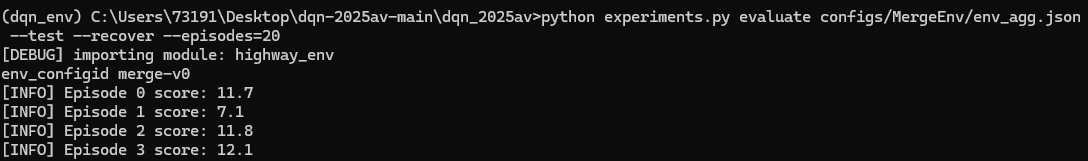 (dqn_env) C:\Users\73191\Desktop\dqn-2025av-main\dqn_2025av>python experiments.py evaluate configs/MergeEnv/env_agg.json
 --test --recover --episodes=20
[DEBUG] importing module: highway_env
env_configid merge-v0
[INFO] Episode 0 score: 11.7
[INFO] Episode 1 score: 7.1
[INFO] Episode 2 score: 11.8
[INFO] Episode 3 score: 12.1